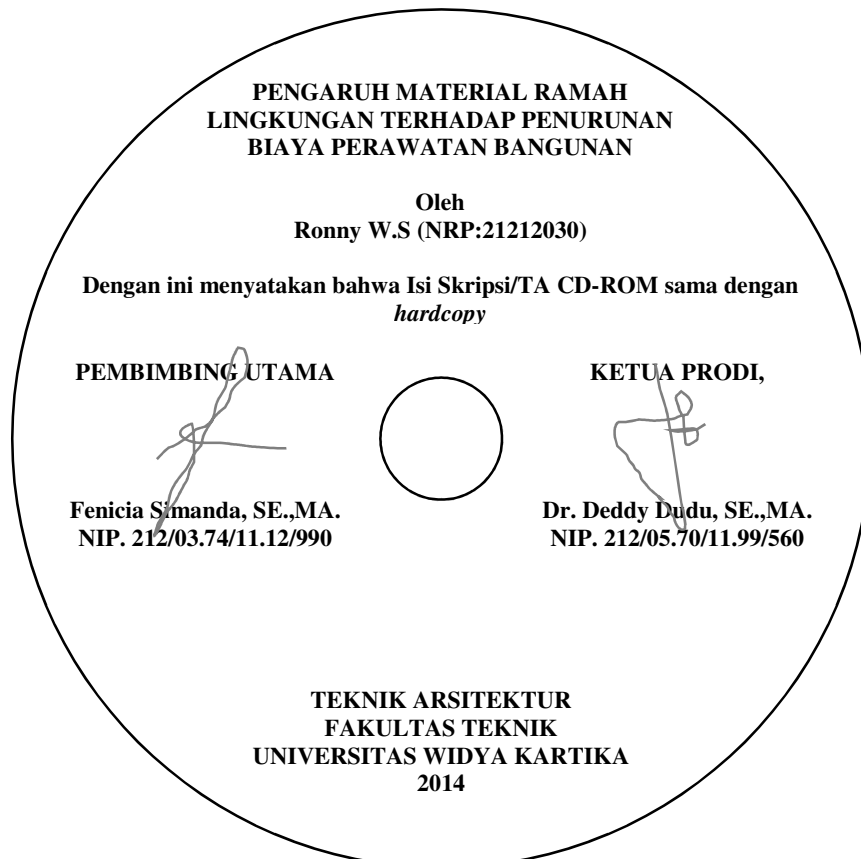 PENGARUH MATERIAL RAMAH
LINGKUNGAN TERHADAP PENURUNAN
BIAYA PERAWATAN BANGUNAN
Oleh
Ronny W.S (NRP:21212030)
Dengan ini menyatakan bahwa Isi Skripsi/TA CD-ROM sama dengan
hardcopy
PEMBIMBING UTAMA
Fenicia Simanda, SE.,MA.
NIP. 212/03.74/11.12/990
KETUA PRODI,
Dr. Deddy Dudu, SE.,MA.
NIP. 212/05.70/11.99/560
TEKNIK ARSITEKTUR
FAKULTAS TEKNIK
UNIVERSITAS WIDYA KARTIKA
2014